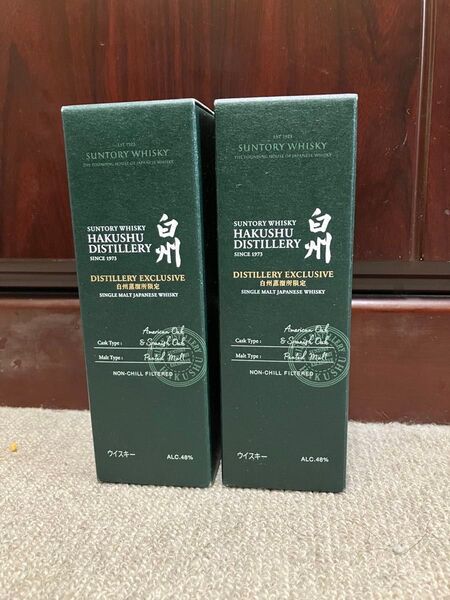 EST 1923
SUNTORY WHISKY
THE FOUNDING HOUSE OF JAPANESE WHISKY
SUNTORY WHISKY
HAKUSHU
DISTILLERY
SINCE 1973
白州
DISTILLERY EXCLUSIVE
白州蒸溜所限定
SINGLE MALT JAPANESE WHISKY
American Oak
Cask Type : & Spanish Oak
Malt Type : Peated Malt
HAKUSHU
NON-CHILL FILTERED
ウイスキー ALC.48%
EST 1923
SUNTORY WHISKY
THE FOUNDING HOUSE OF JAPANESE WHISKY
SUNTORY WHISKY
HAKUSHU
DISTILLERY
SINCE 1973
白州
DISTILLERY EXCLUSIVE
白州蒸溜所限定
SINGLE MALT JAPANESE WHISKY
American Oak
Cask Type : & Spanish Oak
Malt Type : Peated Malt
HAKUSHU
NON-CHILL FILTERED
ウイスキー ALC.48%